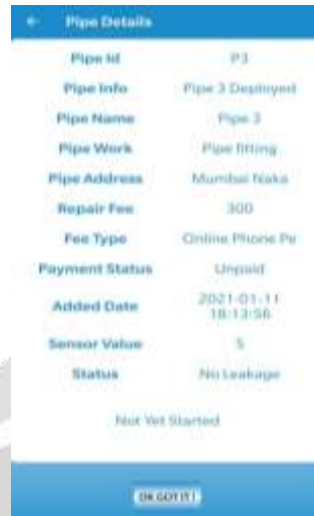 ← Pipe Details
Pipe Id P3
Pipe Info Pipe 3 Deployed
Pipe Name Pipe 3
Pipe Work Pipe fitting
Pipe Address Mumbai Naka
Repair Fee 300
Fee Type Online Phone Pe
Payment Status Unpaid
Added Date 2021-01-11
18:13:56
Sensor Value 5
Status No Leakage
Not Yet Started
OK GOT IT !